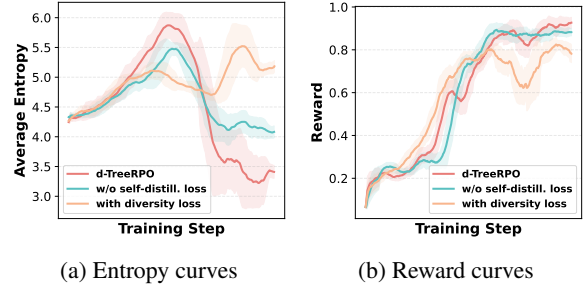 Average Entropy
6.0
5.5
5.0
4.5
4.0
3.5
3.0
d-TreeRPO
w/o self-distill. loss
with diversity loss
Training Step
(a) Entropy curves
Reward
1.0
0.8
0.6
0.4
0.2
d-TreeRPO
w/o self-distill. loss
with diversity loss
Training Step
(b) Reward curves